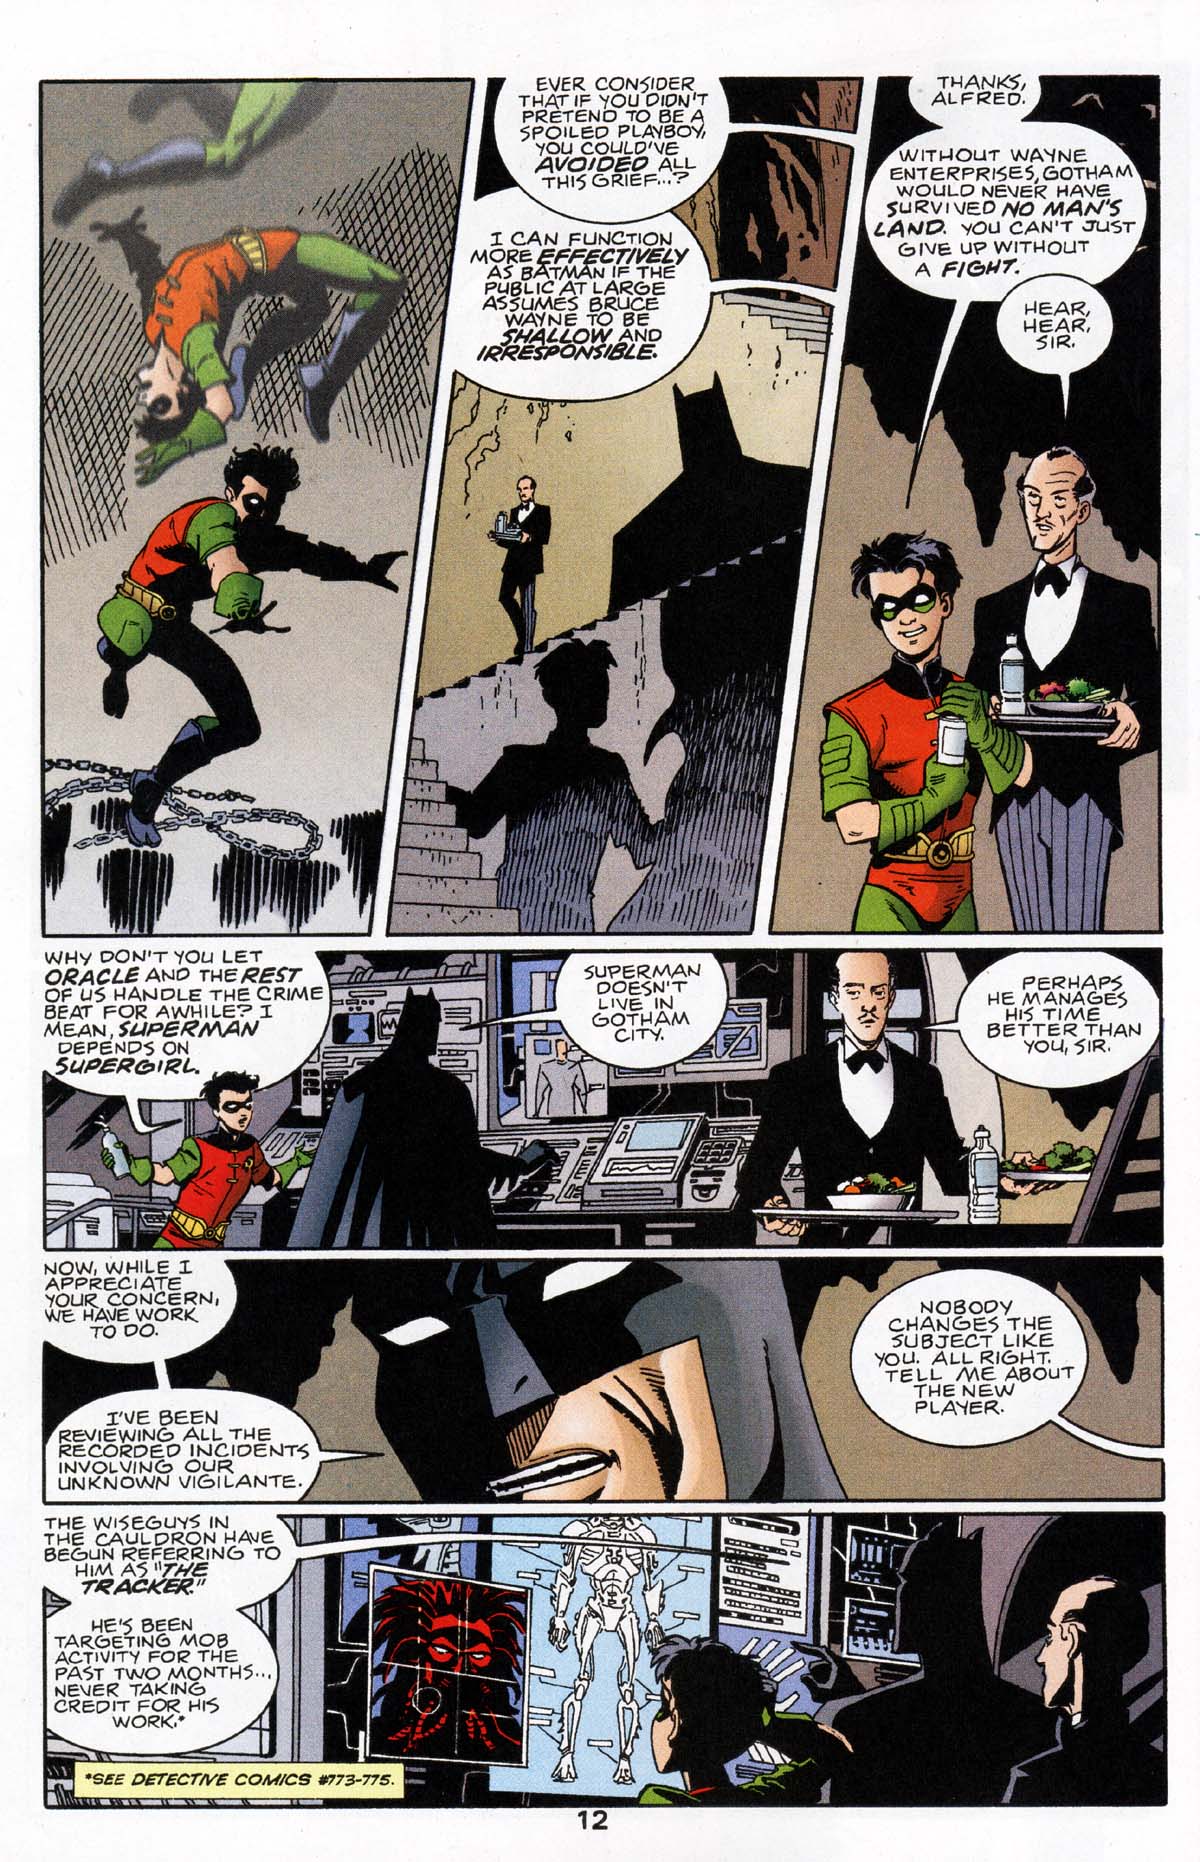 EVER CONSIDER
THAT IF YOU DIDN'T
PRETEND TO BE A
SPOILED PLAYBOY,
YOU COULD'VE
AVOIDED ALL
THIS GRIEF...?
I CAN FUNCTION
MORE EFFECTIVELY
AS BATMAN IF THE
PUBLIC AT LARGE
ASSUMES BRUCE
WAYNE TO BE
SHALLOW AND
IRRESPONSIBLE.
THANKS,
ALFRED.
WITHOUT WAYNE
ENTERPRISES, GOTHAM
WOULD NEVER HAVE
SURVIVED NO MAN'S
LAND. YOU CAN'T JUST
GIVE UP WITHOUT
A FIGHT.
HEAR,
HEAR,
SIR.
WHY DON'T YOU LET
ORACLE AND THE REST
OF US HANDLE THE CRIME
BEAT FOR AWHILE? I
MEAN, SUPERMAN
DEPENDS ON
SUPERGIRL.
SUPERMAN
DOESN'T
LIVE IN
GOTHAM
CITY.
PERHAPS
HE MANAGES
HIS TIME
BETTER THAN
YOU, SIR.
NOW, WHILE I
APPRECIATE
YOUR CONCERN,
WE HAVE WORK
TO DO.
I'VE BEEN
REVIEWING ALL THE
RECORDED INCIDENTS
INVOLVING OUR
UNKNOWN VIGILANTE.
NOBODY
CHANGES THE
SUBJECT LIKE
YOU. ALL RIGHT.
TELL ME ABOUT
THE NEW
PLAYER.
THE WISEGUYS IN
THE CAULDRON HAVE
BEGUN REFERRING TO
HIM AS "THE
TRACKER."
HE'S BEEN
TARGETING MOB
ACTIVITY FOR THE
PAST TWO MONTHS...
NEVER TAKING
CREDIT FOR HIS
WORK.*
*SEE DETECTIVE COMICS #773-775.
12